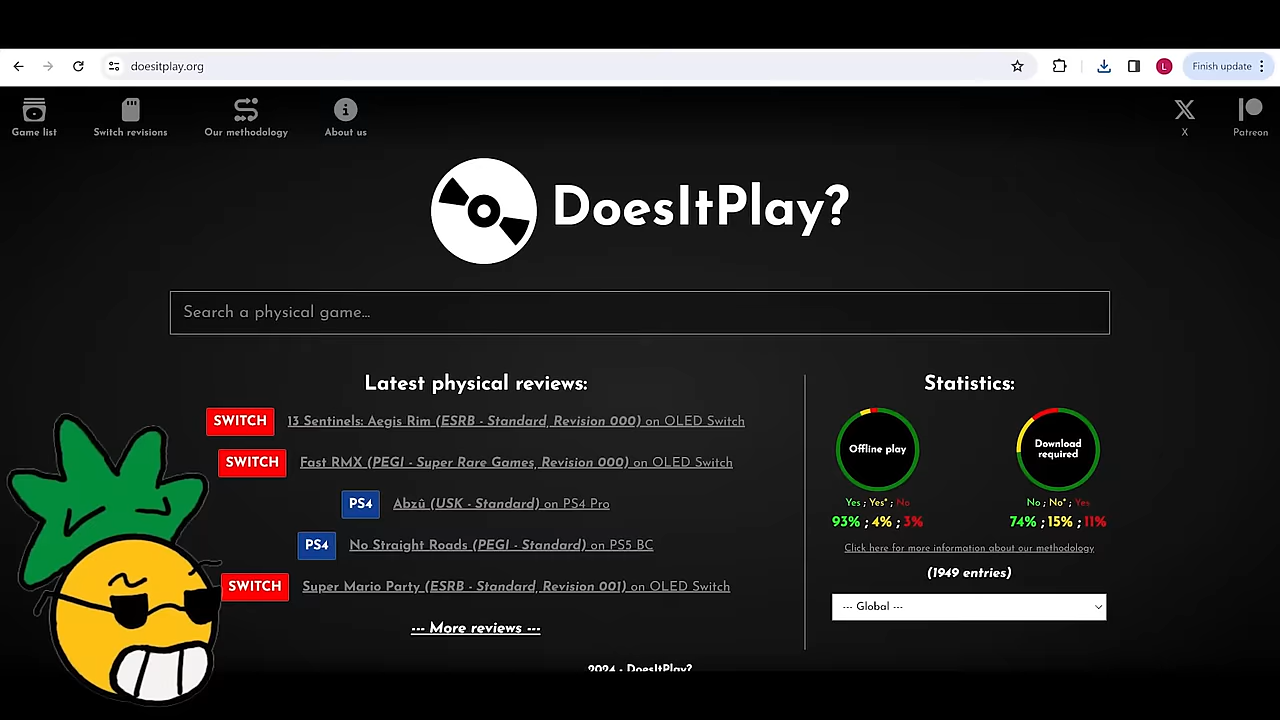 doesitplay.org
L
Finish update
Game list
Switch revisions
Our methodology
About us
X
Patreon
DoesItPlay?
Search a physical game...
Latest physical reviews:
SWITCH 13 Sentinels: Aegis Rim (ESRB - Standard, Revision 000) on OLED Switch
SWITCH Fast RMX (PEGI - Super Rare Games, Revision 000) on OLED Switch
PS4 Abzû (USK - Standard) on PS4 Pro
PS4 No Straight Roads (PEGI - Standard) on PS5 BC
SWITCH Super Mario Party (ESRB - Standard, Revision 001) on OLED Switch
--- More reviews ---
Statistics:
Offline play
Yes ; Yes* ; No
93% ; 4% ; 3%
Download
required
No ; No* ; Yes
74% ; 15% ; 11%
Click here for more information about our methodology
(1949 entries)
--- Global ---
2024 - DoesItPlay?